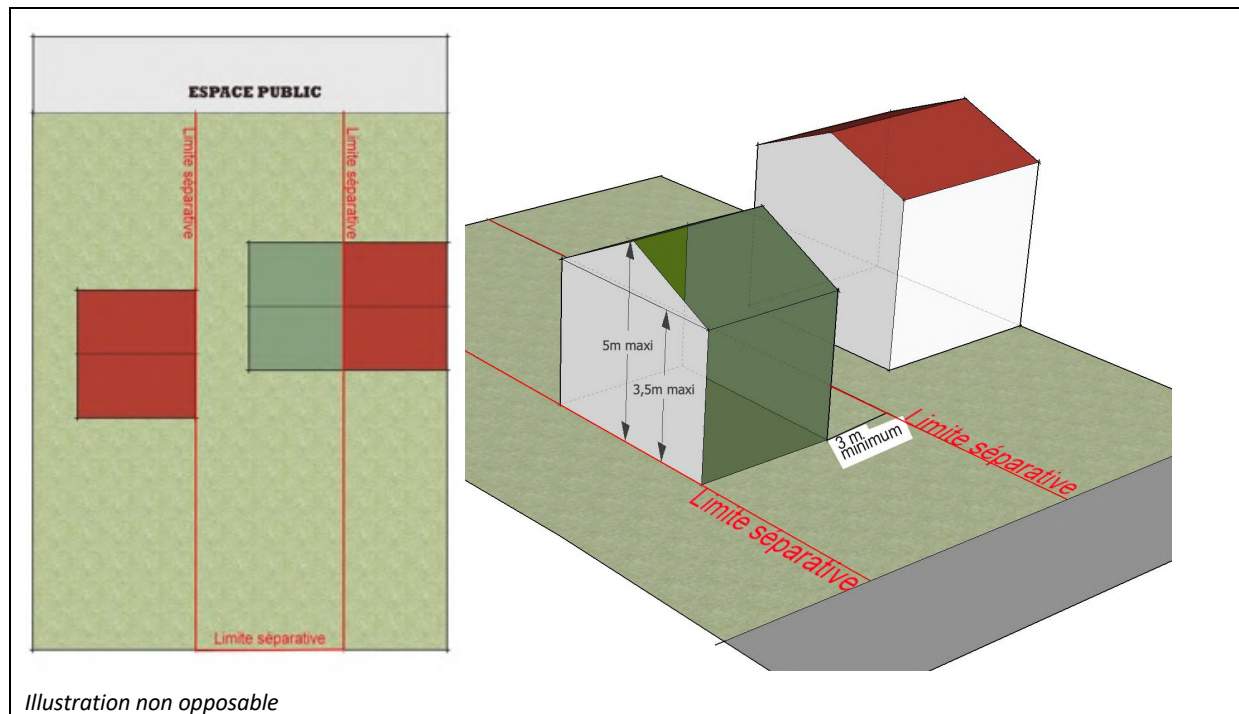 ESPACE PUBLIC
Limite séparative
Limite séparative
Limite séparative
5m maxi
3,5m maxi
3 m.
minimum
Limite séparative
Limite séparative
Illustration non opposable